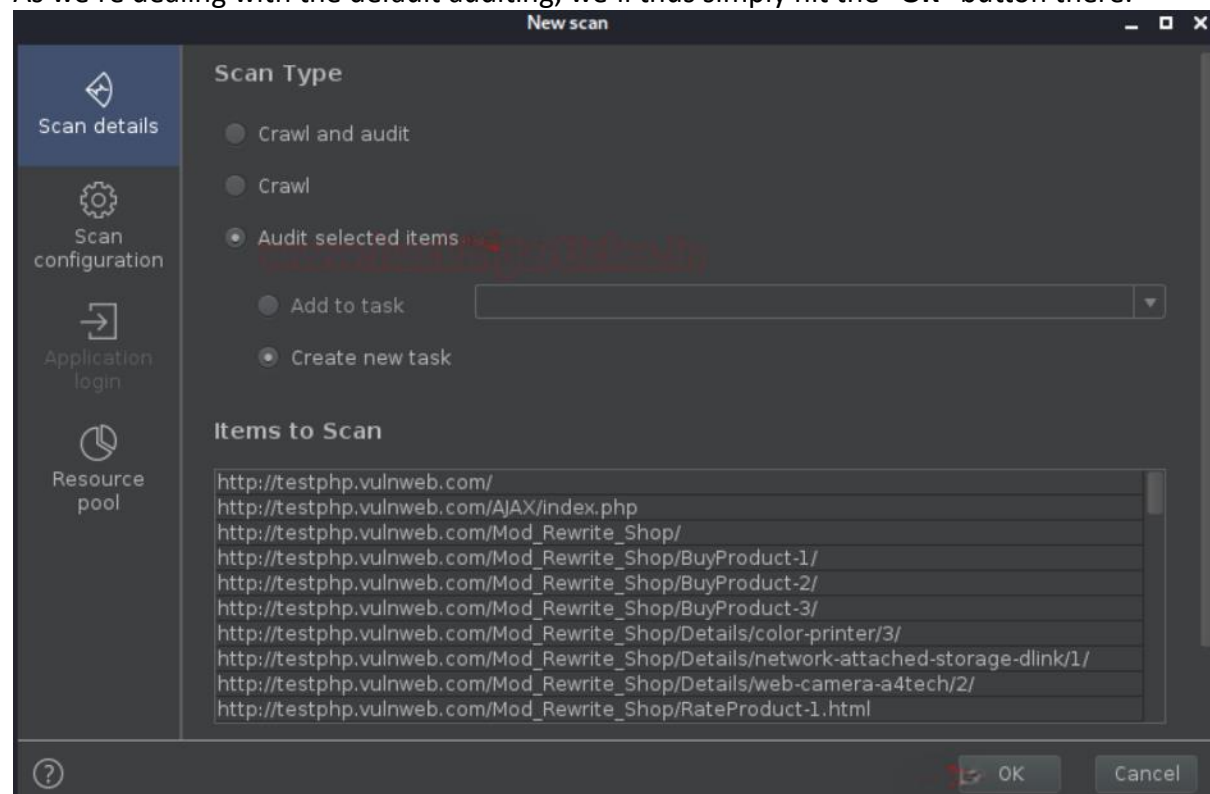 As we're dealing with the default auditing, we'll thus simply hit the "OK" button there.
New scan
Scan details
Scan configuration
Application login
Resource pool
Scan Type
Crawl and audit
Crawl
Audit selected items
Add to task
Create new task
Items to Scan
http://testphp.vulnweb.com/
http://testphp.vulnweb.com/AJAX/index.php
http://testphp.vulnweb.com/Mod_Rewrite_Shop/
http://testphp.vulnweb.com/Mod_Rewrite_Shop/BuyProduct-1/
http://testphp.vulnweb.com/Mod_Rewrite_Shop/BuyProduct-2/
http://testphp.vulnweb.com/Mod_Rewrite_Shop/BuyProduct-3/
http://testphp.vulnweb.com/Mod_Rewrite_Shop/Details/color-printer/3/
http://testphp.vulnweb.com/Mod_Rewrite_Shop/Details/network-attached-storage-dlink/1/
http://testphp.vulnweb.com/Mod_Rewrite_Shop/Details/web-camera-a4tech/2/
http://testphp.vulnweb.com/Mod_Rewrite_Shop/RateProduct-1.html
?
OK
Cancel